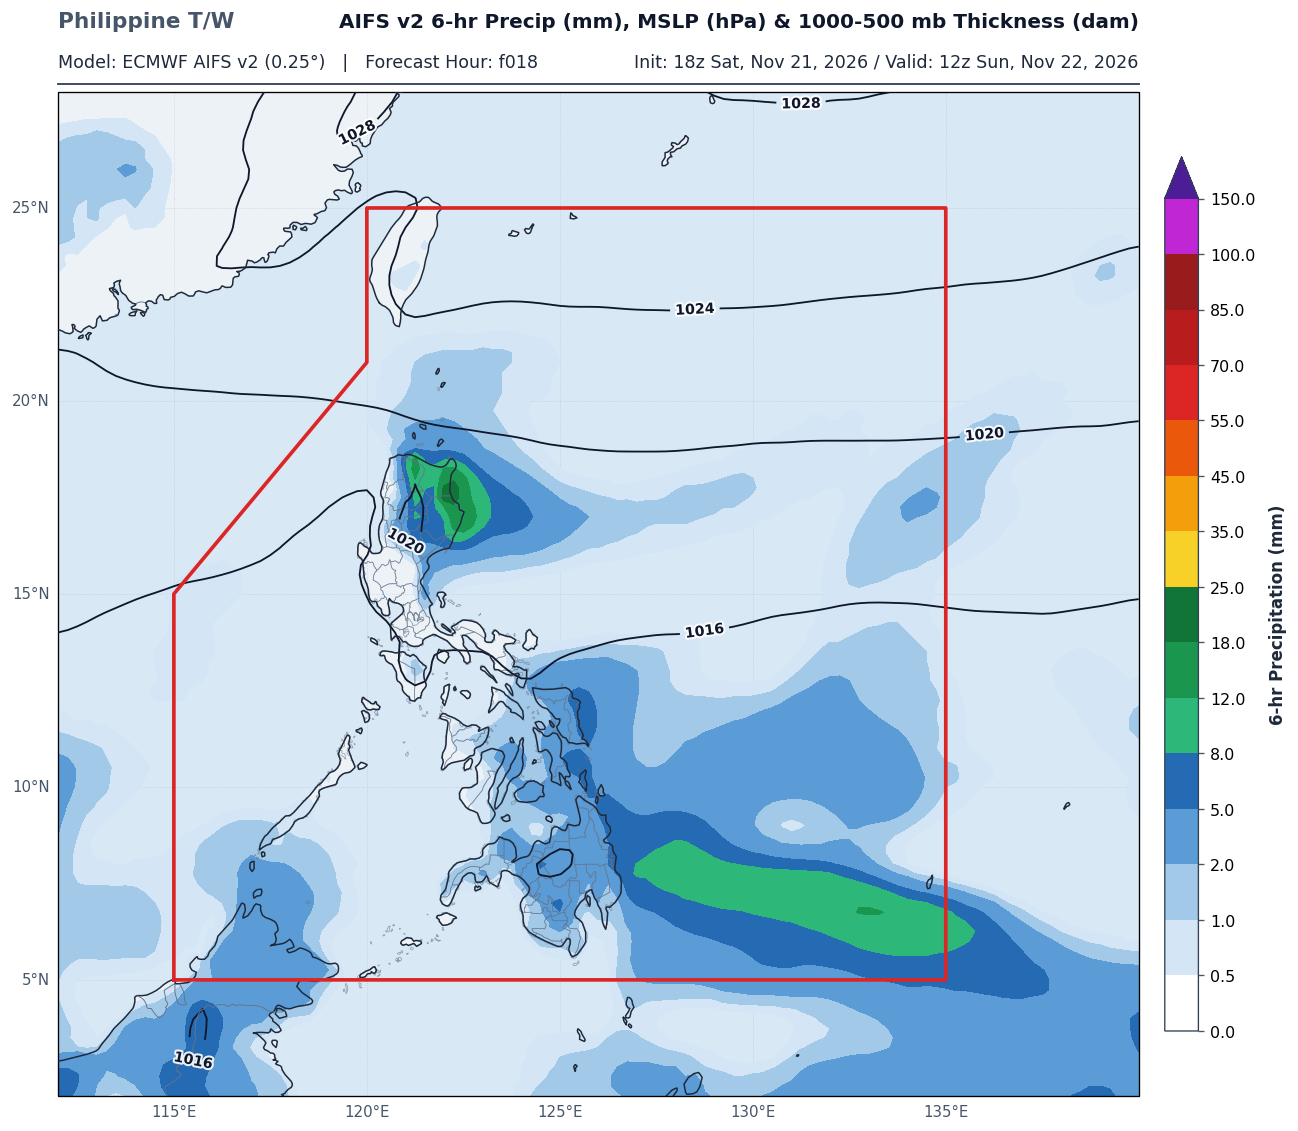 Philippine T/W
AIFS v2 6-hr Precip (mm), MSLP (hPa) & 1000-500 mb Thickness (dam)
Model: ECMWF AIFS v2 (0.25°) | Forecast Hour: f018
Init: 18z Sat, Nov 21, 2026 / Valid: 12z Sun, Nov 22, 2026
1028
1028
1024
1020
1020
1016
1016
25°N
20°N
15°N
10°N
5°N
115°E
120°E
125°E
130°E
135°E
150.0
100.0
85.0
70.0
55.0
45.0
35.0
25.0
18.0
12.0
8.0
5.0
2.0
1.0
0.5
0.0
6-hr Precipitation (mm)